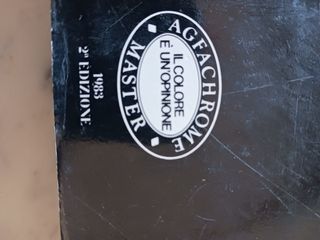 AGFACHROME
IL COLORE
È UN'OPINIONE
MASTER
1983
2ª EDIZIONE